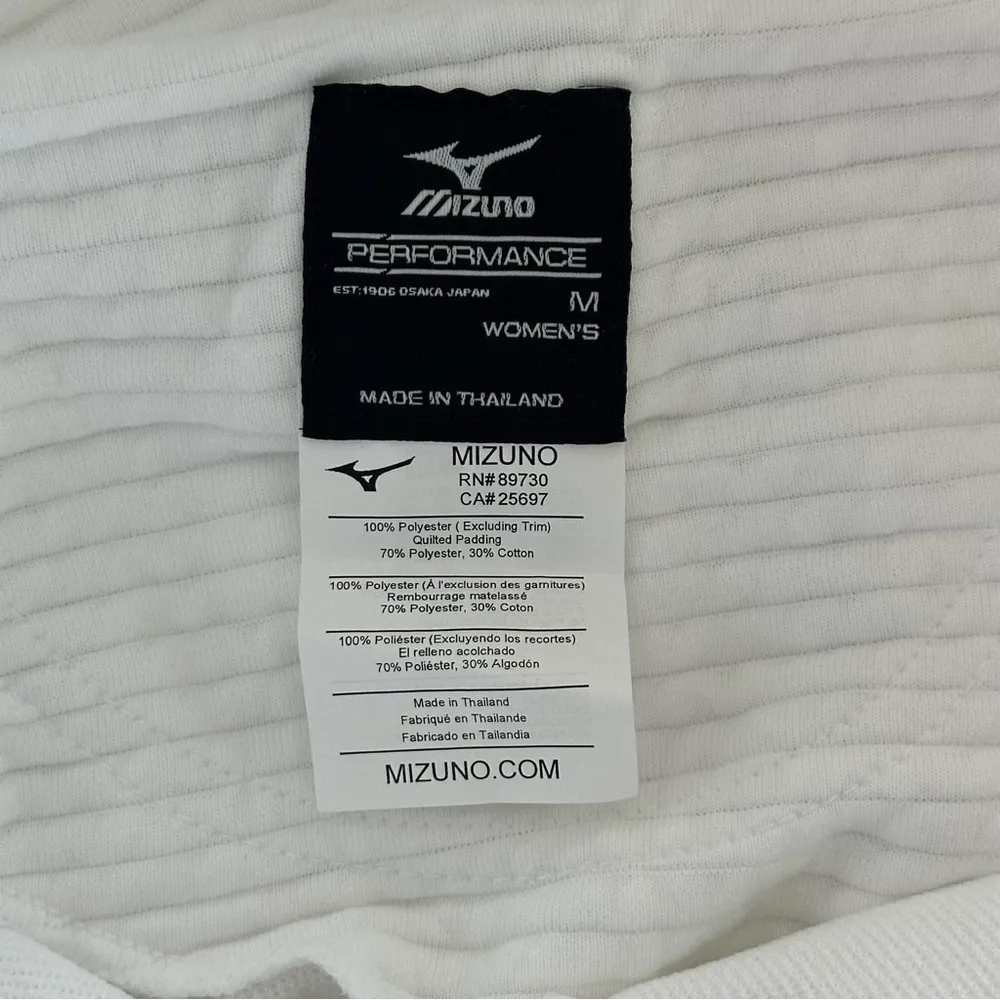 MIZUNO
PERFORMANCE
EST:1906 OSAKA JAPAN
M
WOMEN'S
MADE IN THAILAND
MIZUNO
RN#89730
CA#25697
100% Polyester ( Excluding Trim)
Quilted Padding
70% Polyester, 30% Cotton
100% Polyester (À l'exclusion des garnitures)
Rembourrage matelassé
70% Polyester, 30% Coton
100% Poliéster (Excluyendo los recortes)
El relleno acolchado
70% Poliéster, 30% Algodón
Made in Thailand
Fabriqué en Thaïlande
Fabricado en Tailandia
MIZUNO.COM